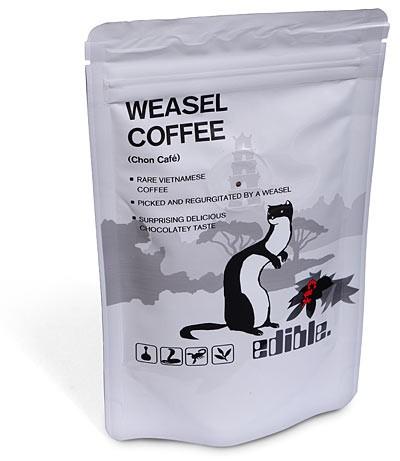 WEASEL
COFFEE
(Chon Café)
▪ RARE VIETNAMESE
COFFEE
▪ PICKED AND REGURGITATED BY A WEASEL
▪ SURPRISING DELICIOUS
CHOCOLATEY TASTE
edible.